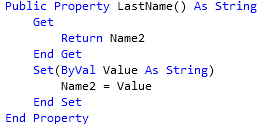 Public Property LastName() As String
    Get
        Return Name2
    End Get
    Set(ByVal Value As String)
        Name2 = Value
    End Set
End Property